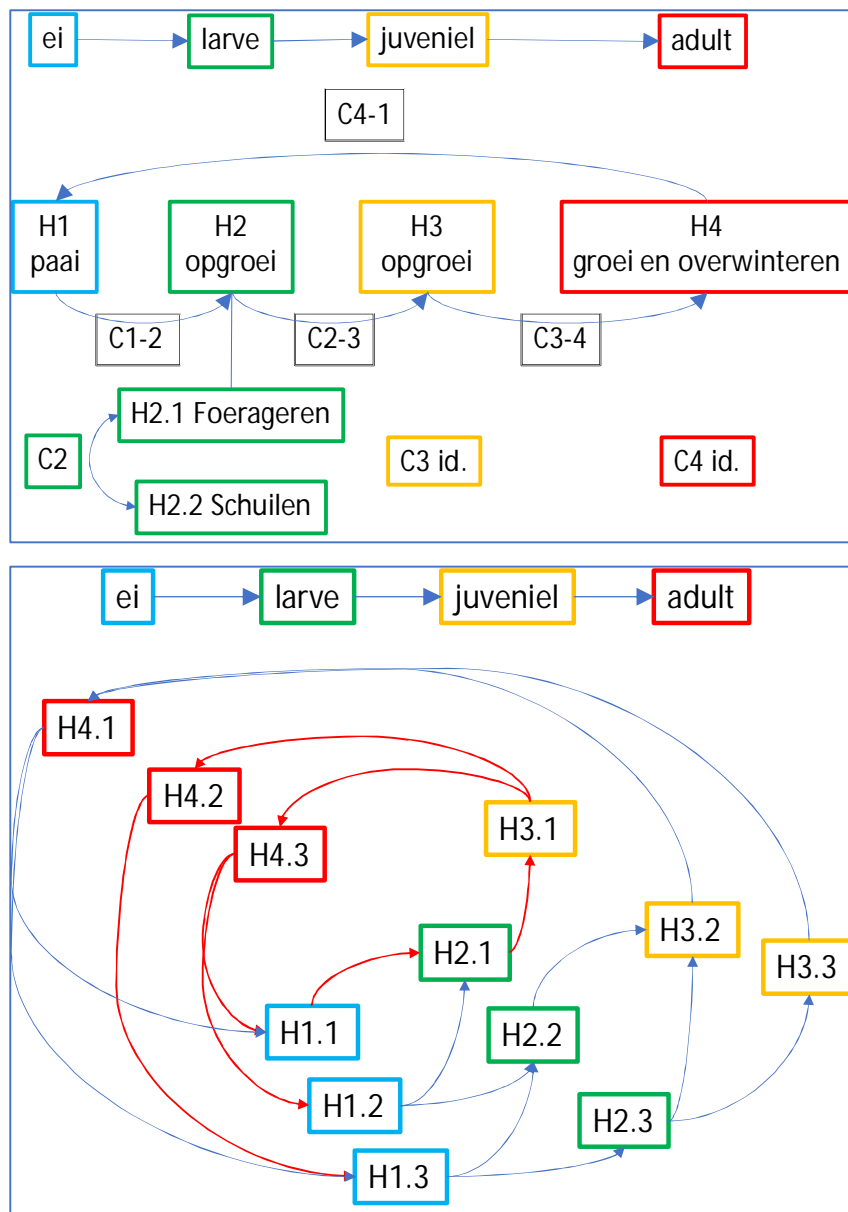 ei
larve
juveniel
adult
C4-1
H1
paai
H2
opgroei
H3
opgroei
H4
groei en overwinteren
C1-2
C2-3
C3-4
H2.1 Foerageren
C2
C3 id.
C4 id.
H2.2 Schuilen
ei
larve
juveniel
adult
H4.1
H4.2
H4.3
H3.1
H3.2
H3.3
H2.1
H2.2
H1.1
H1.2
H2.3
H1.3